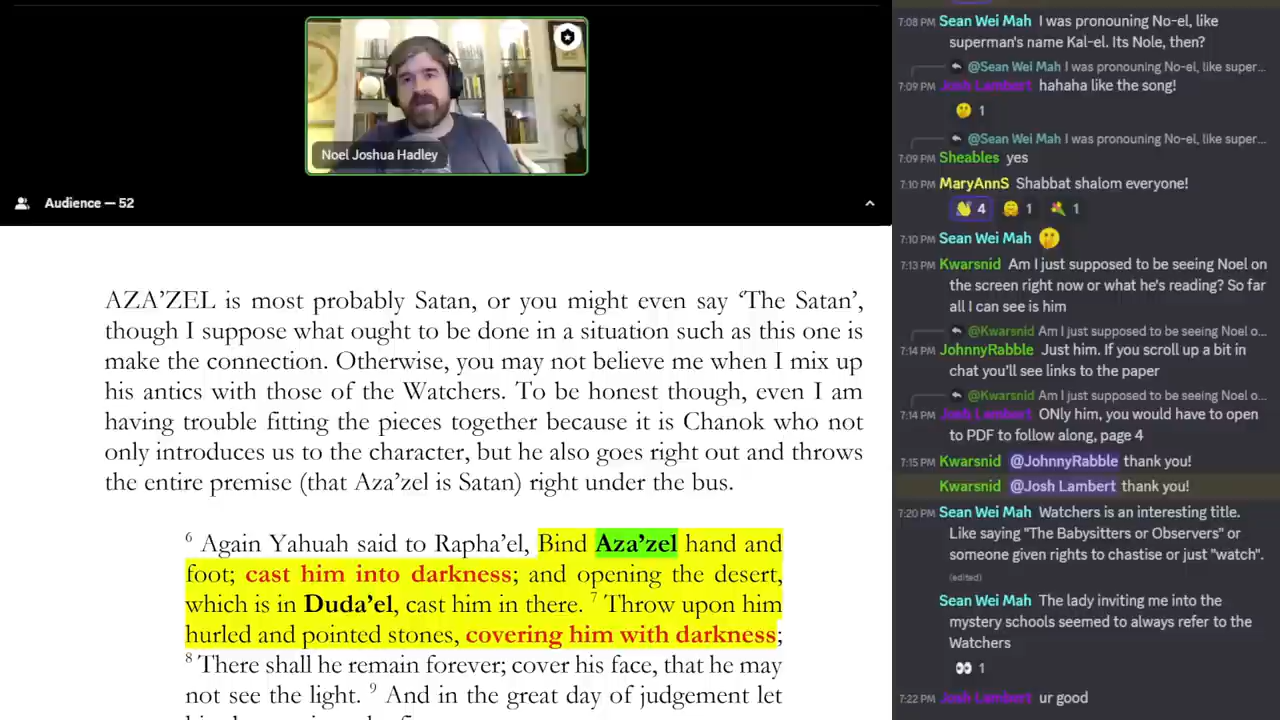 Noel Joshua Hadley
Audience — 52
AZA’ZEL is most probably Satan, or you might even say ‘The Satan’,
though I suppose what ought to be done in a situation such as this one is
make the connection. Otherwise, you may not believe me when I mix up
his antics with those of the Watchers. To be honest though, even I am
having trouble fitting the pieces together because it is Chanok who not
only introduces us to the character, but he also goes right out and throws
the entire premise (that Aza’zel is Satan) right under the bus.
6 Again Yahuah said to Rapha’el, Bind Aza’zel hand and
foot; cast him into darkness; and opening the desert,
which is in Duda’el, cast him in there. 7 Throw upon him
hurled and pointed stones, covering him with darkness;
8 There shall he remain forever; cover his face, that he may
not see the light. 9 And in the great day of judgement let
7:08 PM Sean Wei Mah I was pronouning No-el, like
superman's name Kal-el. Its Nole, then?
@Sean Wei Mah I was pronouning No-el, like super...
7:09 PM Josh Lambert hahaha like the song!
1
@Sean Wei Mah I was pronouning No-el, like super...
7:09 PM Sheables yes
7:10 PM MaryAnnS Shabbat shalom everyone!
4 1 1
7:10 PM Sean Wei Mah
7:13 PM Kwarsnid Am I just supposed to be seeing Noel on
the screen right now or what he's reading? So far
all I can see is him
@Kwarsnid Am I just supposed to be seeing Noel o...
7:14 PM JohnnyRabble Just him. If you scroll up a bit in
chat you'll see links to the paper
@Kwarsnid Am I just supposed to be seeing Noel o...
7:14 PM Josh Lambert ONly him, you would have to open
to PDF to follow along, page 4
7:15 PM Kwarsnid @JohnnyRabble thank you!
Kwarsnid @Josh Lambert thank you!
7:20 PM Sean Wei Mah Watchers is an interesting title.
Like saying "The Babysitters or Observers" or
someone given rights to chastise or just "watch".
(edited)
Sean Wei Mah The lady inviting me into the
mystery schools seemed to always refer to the
Watchers
1
7:22 PM Josh Lambert ur good